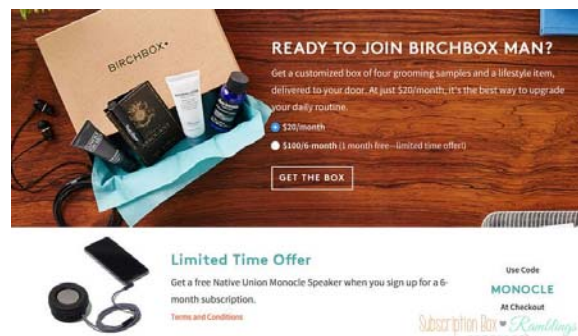 BIRCHBOX
READY TO JOIN BIRCHBOX MAN?
Get a customized box of four grooming samples and a lifestyle item,
delivered to your door. At just $20/month, it's the best way to upgrade
your daily routine.
$20/month
$100/6-month (1 month free—limited time offer!)
GET THE BOX
Limited Time Offer
Get a free Native Union Monocle Speaker when you sign up for a 6-
month subscription.
Terms and Conditions
Use Code
MONOCLE
At Checkout
Subscription Box Ramblings